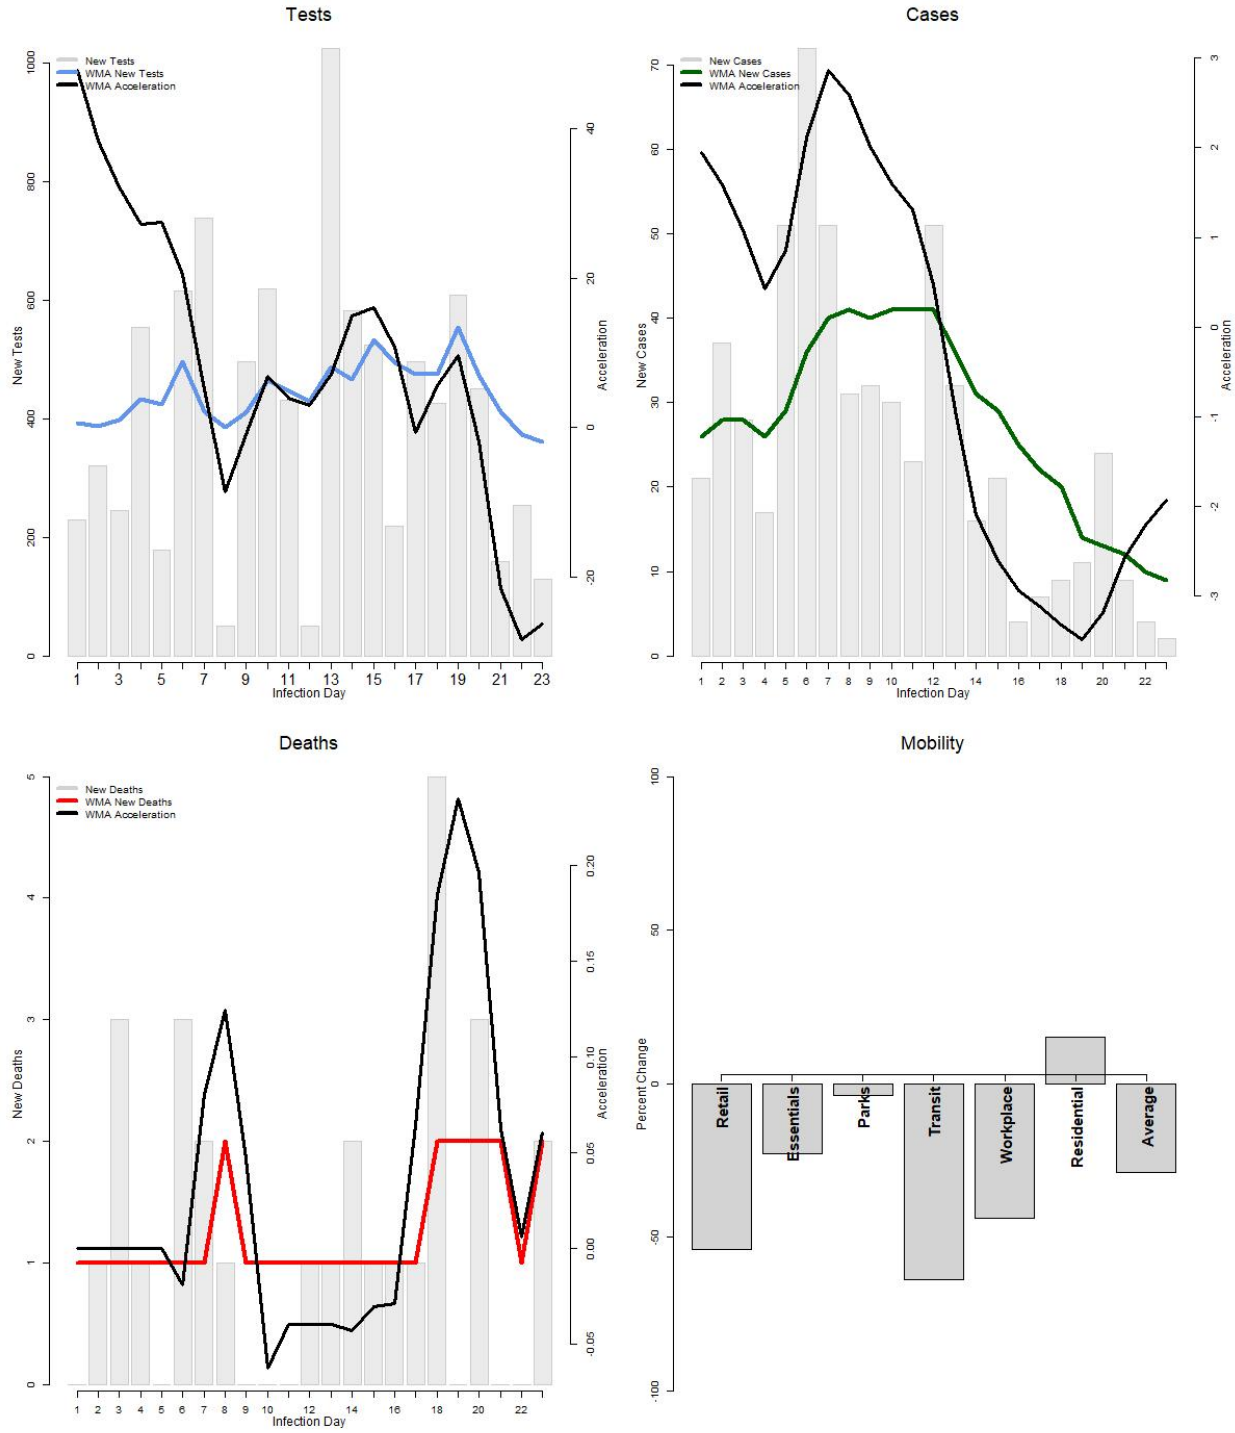 Tests
New Tests
WMA New Tests
WMA Acceleration
1000
800
600
400
200
0
New Tests
40
20
0
-20
Acceleration
1 3 5 7 9 11 13 15 17 19 21 23
Infection Day
Cases
New Cases
WMA New Cases
WMA Acceleration
70
60
50
40
30
20
10
0
New Cases
3
2
1
0
-1
-2
-3
Acceleration
1 2 3 4 5 6 7 8 9 10 12 14 16 18 20 22
Infection Day
Deaths
New Deaths
WMA New Deaths
WMA Acceleration
5
4
3
2
1
0
New Deaths
0.20
0.15
0.10
0.05
0.00
-0.05
Acceleration
1 2 3 4 5 6 7 8 10 12 14 16 18 20 22
Infection Day
Mobility
100
50
0
-50
-100
Percent Change
Retail
Essentials
Parks
Transit
Workplace
Residential
Average